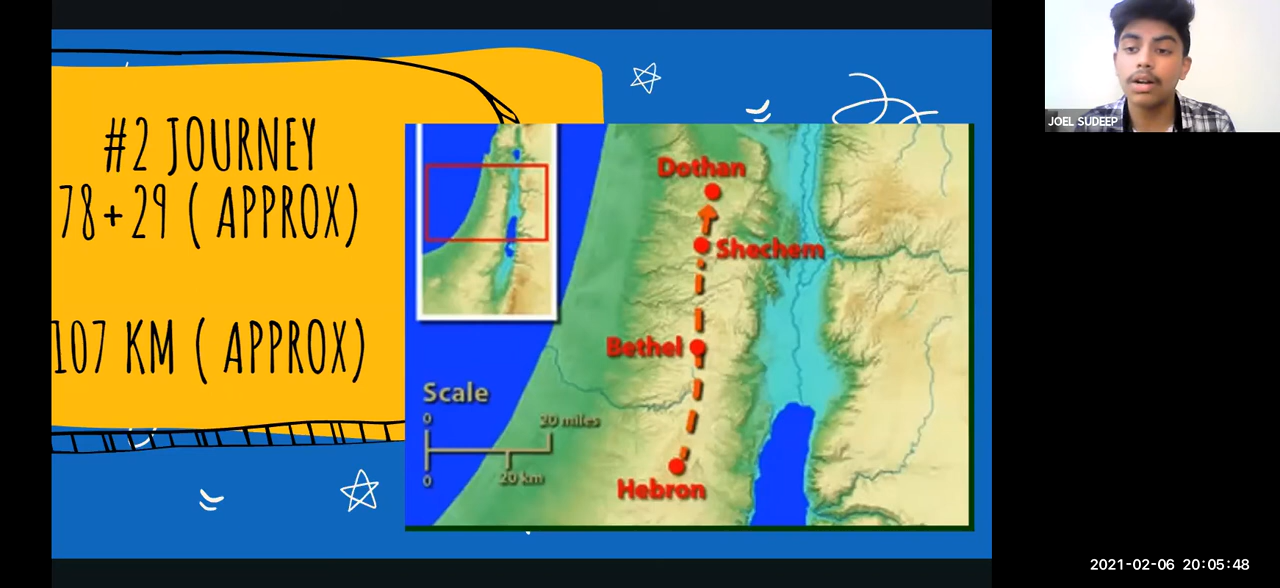 #2 JOURNEY
78+29 ( APPROX)
107 KM ( APPROX)
Dothan
Shechem
Bethel
Hebron
Scale
0
20 miles
0
20 km
JOEL SUDEEP
2021-02-06 20:05:48